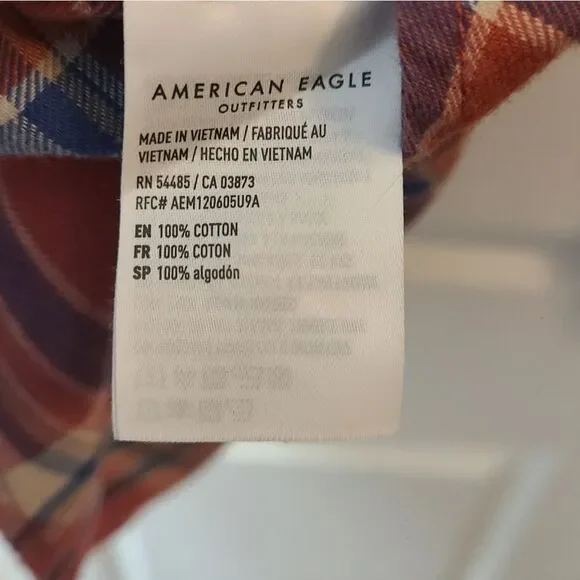 AMERICAN EAGLE
OUTFITTERS
MADE IN VIETNAM / FABRIQUÉ AU
VIETNAM / HECHO EN VIETNAM
RN 54485 / CA 03873
RFC# AEM120605U9A
EN 100% COTTON
FR 100% COTON
SP 100% algodón